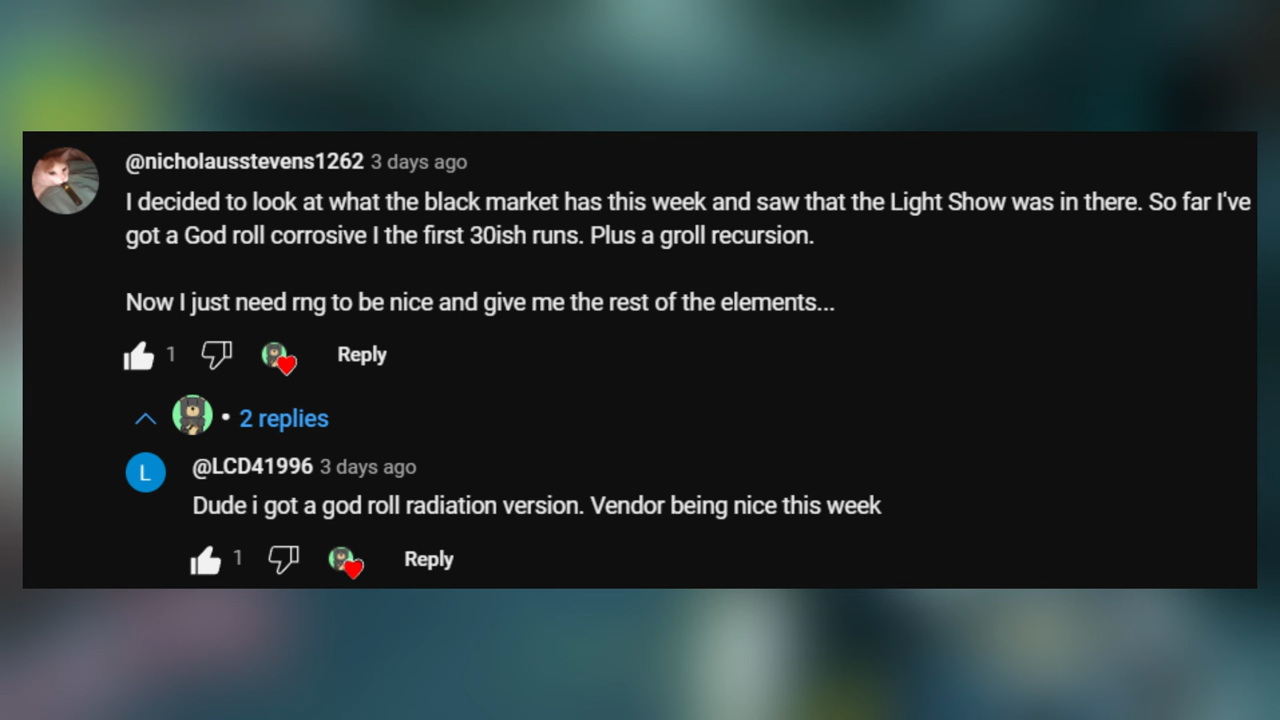 @nicholausstevens1262 3 days ago
I decided to look at what the black market has this week and saw that the Light Show was in there. So far I've
got a God roll corrosive I the first 30ish runs. Plus a groll recursion.
Now I just need rng to be nice and give me the rest of the elements...
1 Reply
• 2 replies
L @LCD41996 3 days ago
Dude i got a god roll radiation version. Vendor being nice this week
1 Reply